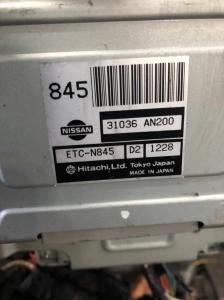 845
NISSAN
31036 AN200
ETC-N845 D2 1228
Hitachi, Ltd. Tokyo Japan
MADE IN JAPAN